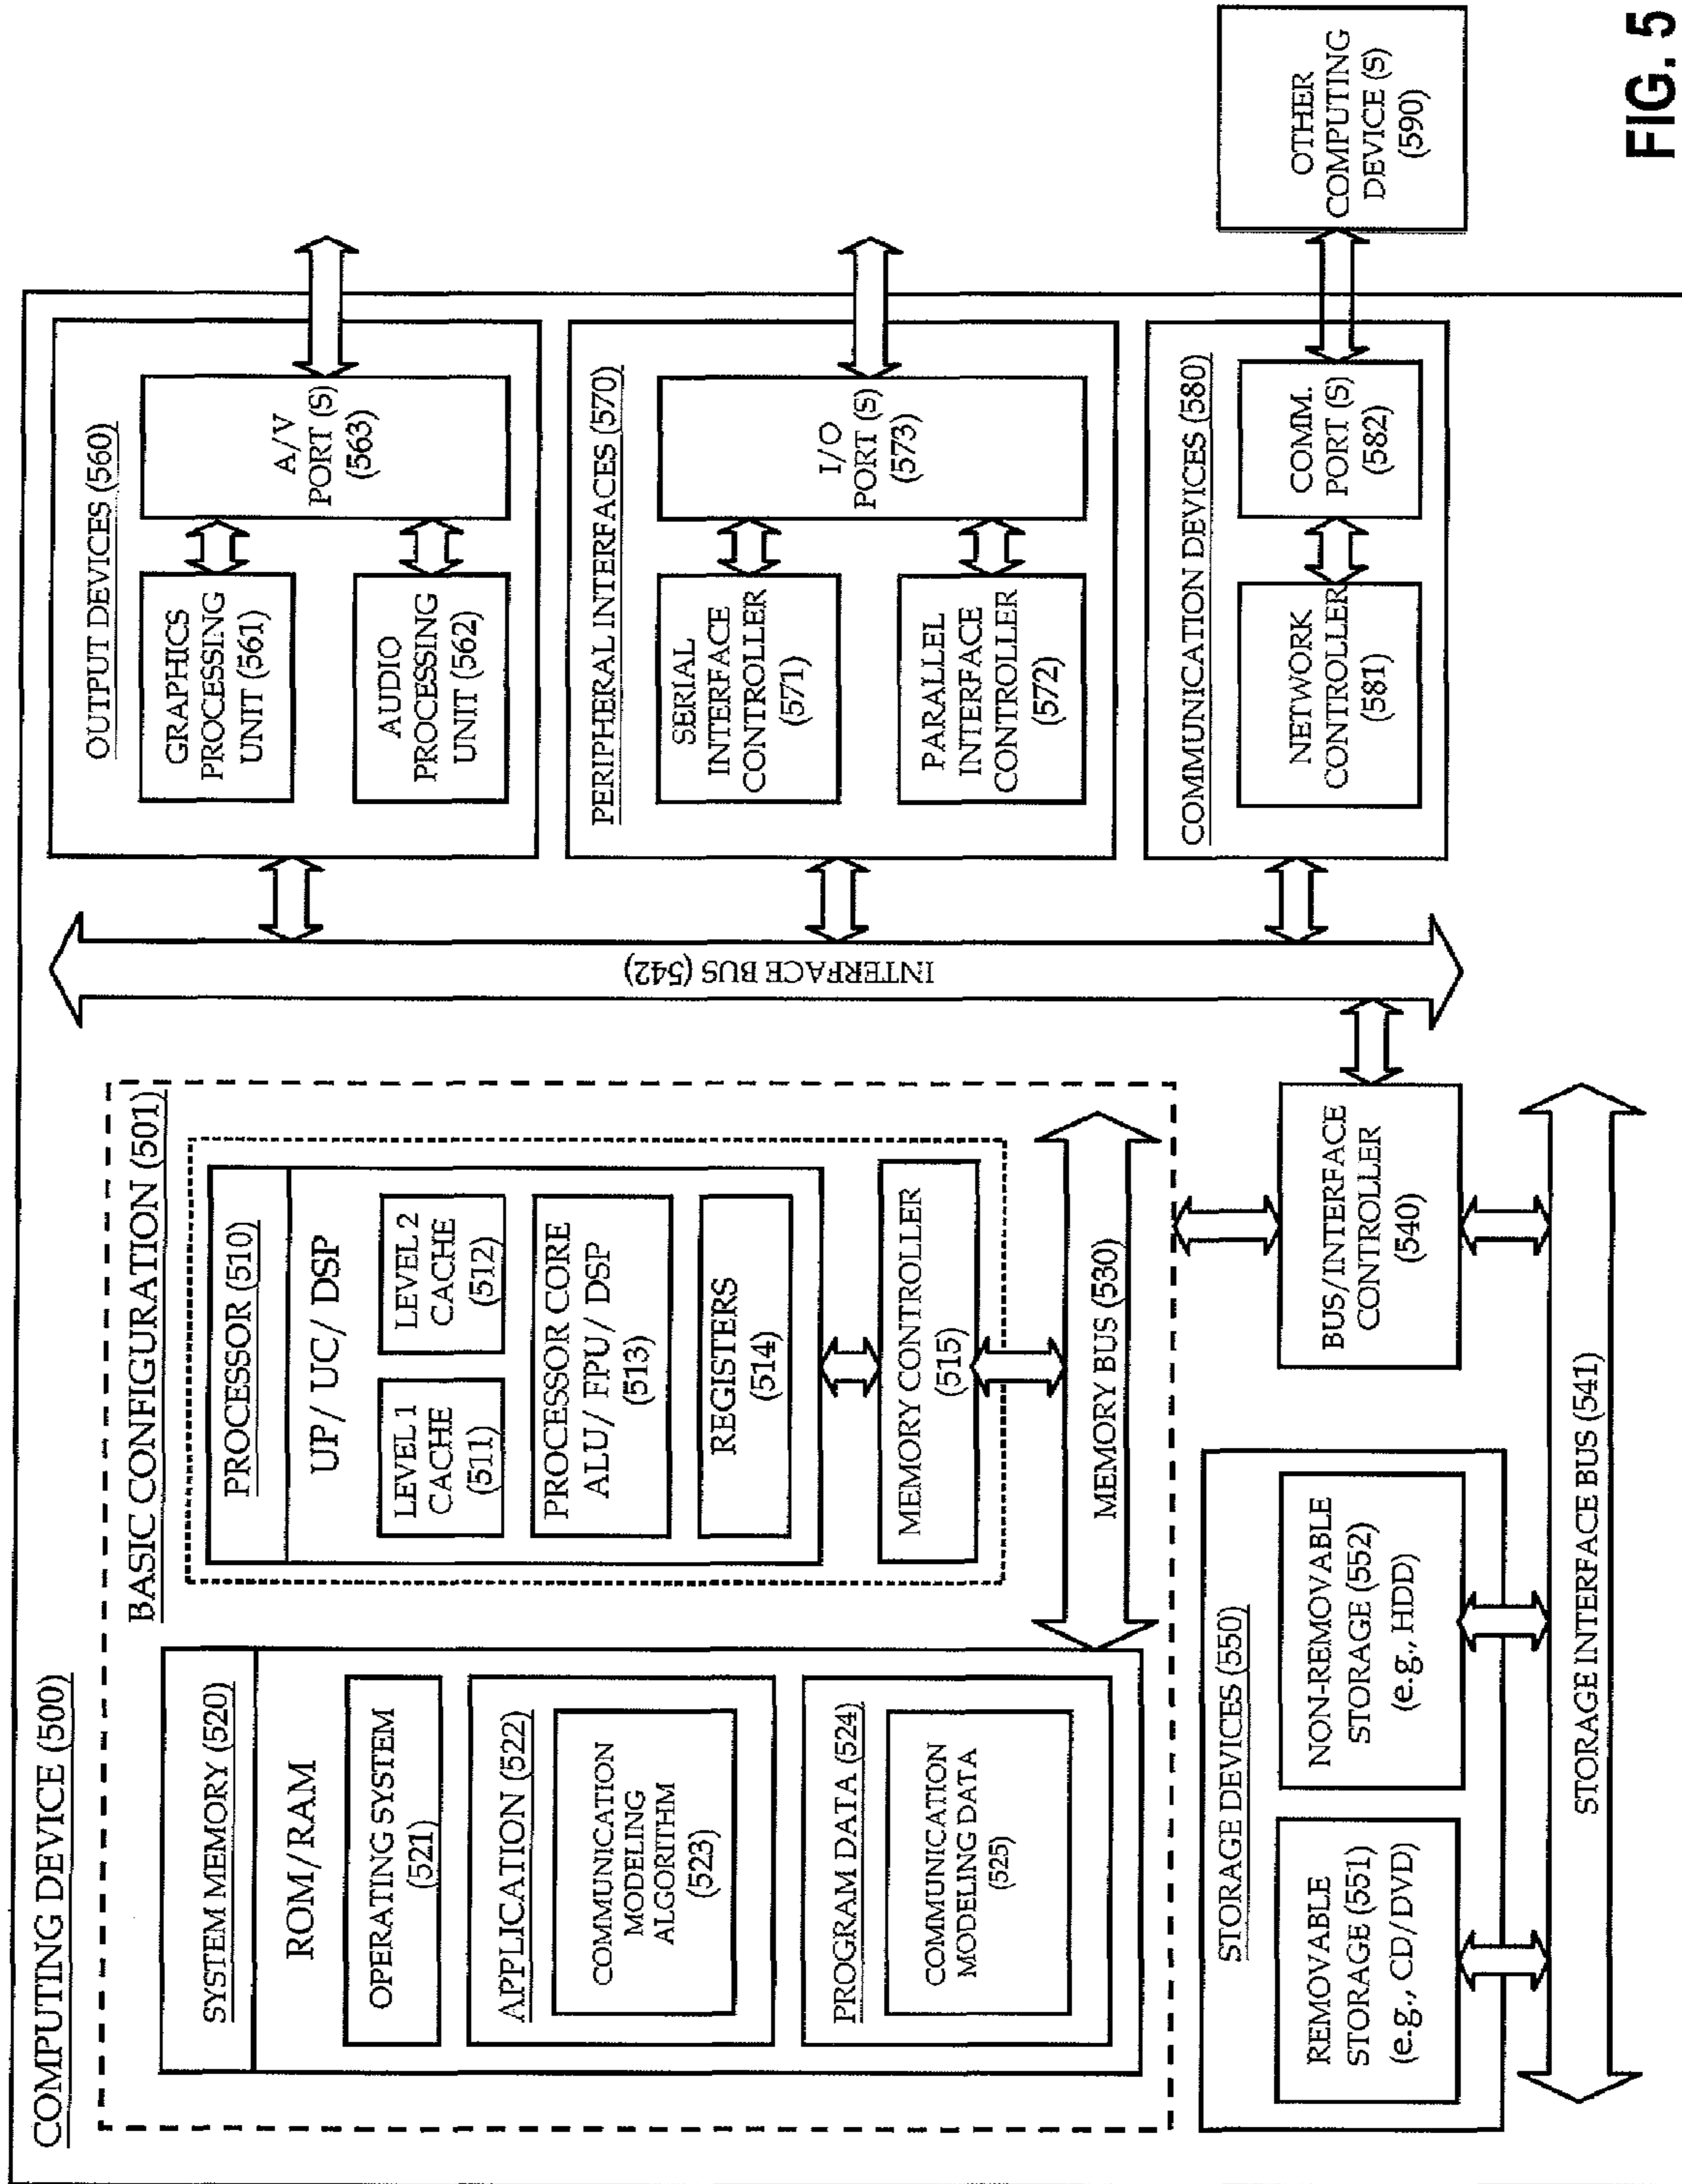 COMPUTING DEVICE (500)
BASIC CONFIGURATION (501)
SYSTEM MEMORY (520)
ROM/RAM
OPERATING SYSTEM
(521)
APPLICATION (522)
COMMUNICATION
MODELING
ALGORITHM
(523)
PROGRAM DATA (524)
COMMUNICATION
MODELING DATA
(525)
PROCESSOR (510)
UP/ UC/ DSP
LEVEL 1
CACHE
(511)
LEVEL 2
CACHE
(512)
PROCESSOR CORE
ALU/ FPU/ DSP
(513)
REGISTERS
(514)
MEMORY CONTROLLER
(515)
MEMORY BUS (530)
BUS/INTERFACE
CONTROLLER
(540)
STORAGE DEVICES (550)
REMOVABLE
STORAGE (551)
(e.g., CD/DVD)
NON-REMOVABLE
STORAGE (552)
(e.g., HDD)
STORAGE INTERFACE BUS (541)
INTERFACE BUS (542)
OUTPUT DEVICES (560)
GRAPHICS
PROCESSING
UNIT (561)
AUDIO
PROCESSING
UNIT (562)
A/V
PORT (S)
(563)
PERIPHERAL INTERFACES (570)
SERIAL
INTERFACE
CONTROLLER
(571)
PARALLEL
INTERFACE
CONTROLLER
(572)
I/O
PORT (S)
(573)
COMMUNICATION DEVICES (580)
NETWORK
CONTROLLER
(581)
COMM.
PORT (S)
(582)
OTHER
COMPUTING
DEVICE (S)
(590)
FIG. 5